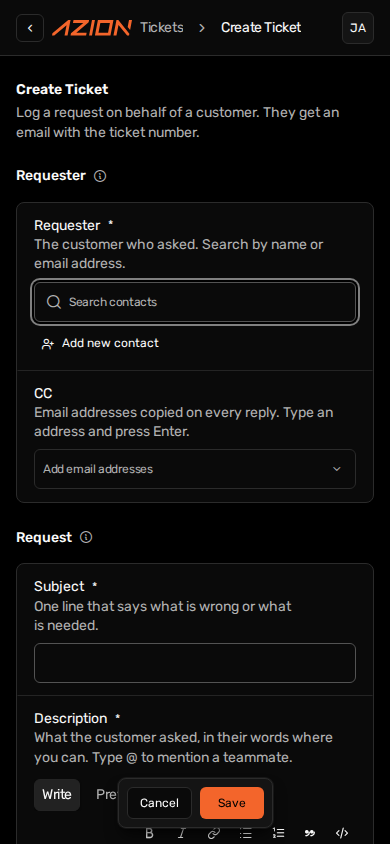 AZION Tickets Create Ticket JA
Create Ticket
Log a request on behalf of a customer. They get an
email with the ticket number.
Requester
Requester *
The customer who asked. Search by name or
email address.
Search contacts
Add new contact
CC
Email addresses copied on every reply. Type an
address and press Enter.
Add email addresses
Request
Subject *
One line that says what is wrong or what
is needed.
Description *
What the customer asked, in their words where
you can. Type @ to mention a teammate.
Write
Cancel Save
B I